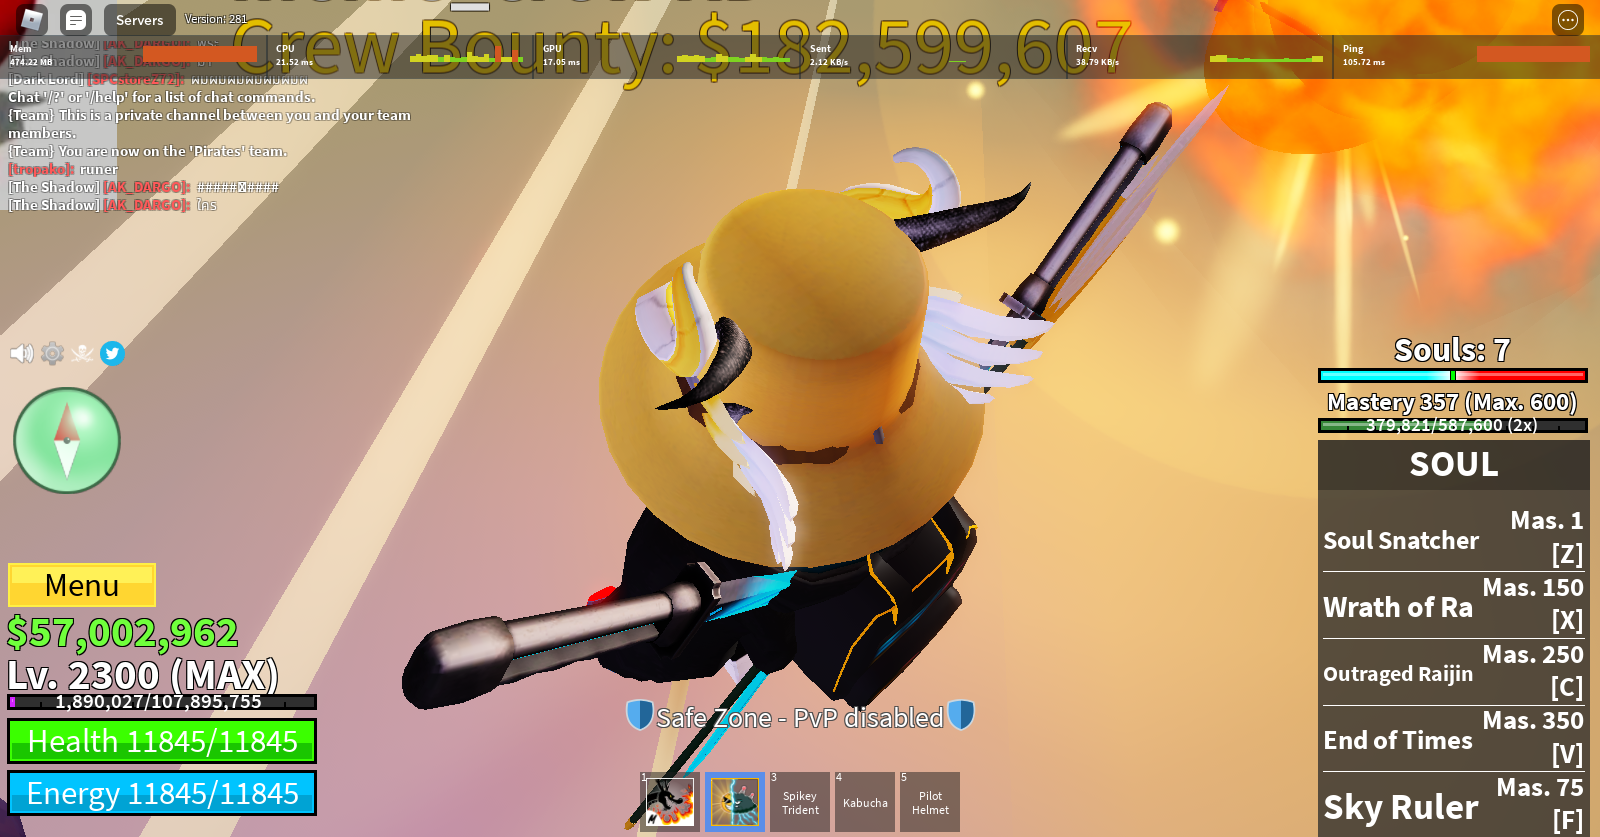 Servers
Version: 281
Crew Bounty: $182,599,607
Mem
474.22 MB
CPU
21.52 ms
GPU
17.05 ms
Sent
2.12 KB/s
Recv
38.79 KB/s
Ping
105.72 ms
[The Shadow] [AK_DARGO]:
[The Shadow] [AK_DARGO]:
[Dark Lord]
Chat '/?' or '/help' for a list of chat commands.
{Team} This is a private channel between you and your team
members.
{Team} You are now on the 'Pirates' team.
[tropako]: runer
[The Shadow] [AK_DARGO]: #####▯####
[The Shadow] [AK_DARGO]: ใคร
Menu
$57,002,962
Lv. 2300 (MAX)
1,890,027/107,895,755
Health 11845/11845
Energy 11845/11845
Safe Zone - PvP disabled
1
3
Spikey
Trident
4
Kabucha
5
Pilot
Helmet
Souls: 7
Mastery 357 (Max. 600)
379,821/587,600 (2x)
SOUL
Soul Snatcher Mas. 1 [Z]
Wrath of Ra Mas. 150 [X]
Outraged Raijin Mas. 250 [C]
End of Times Mas. 350 [V]
Sky Ruler Mas. 75 [F]